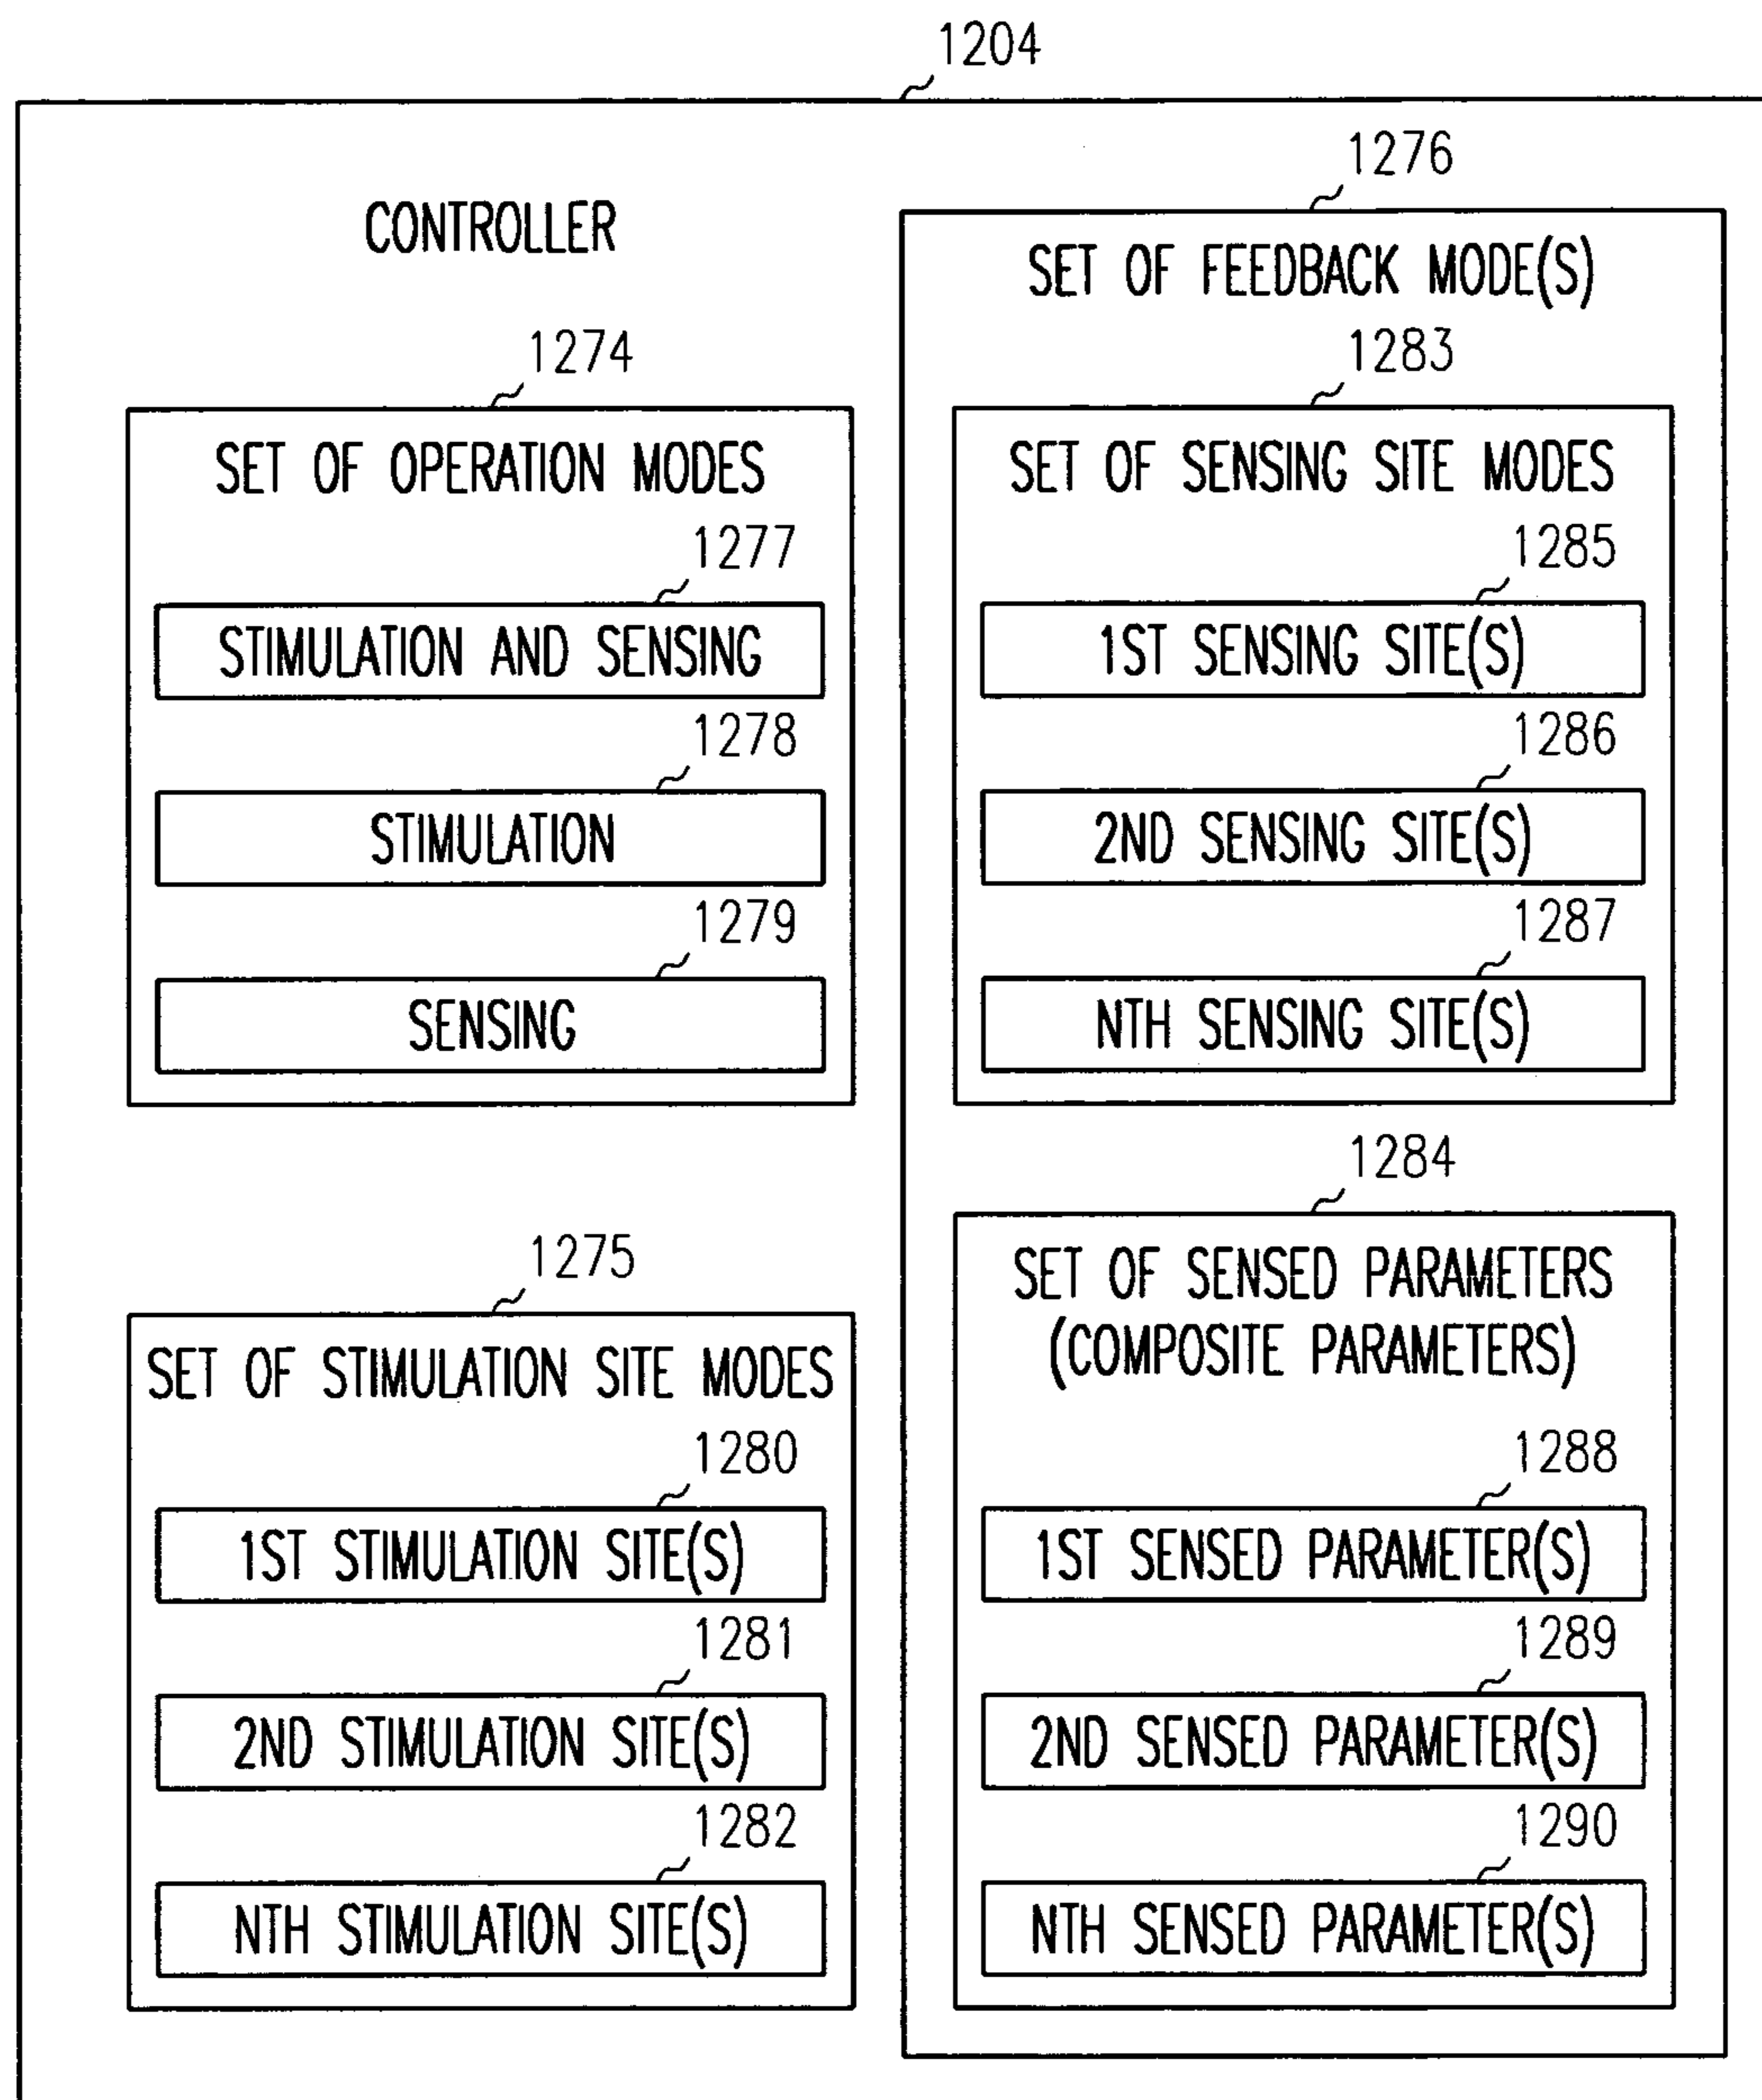 1204
CONTROLLER
1274
SET OF OPERATION MODES
1277
STIMULATION AND SENSING
1278
STIMULATION
1279
SENSING
1275
SET OF STIMULATION SITE MODES
1280
1ST STIMULATION SITE(S)
1281
2ND STIMULATION SITE(S)
1282
NTH STIMULATION SITE(S)
1276
SET OF FEEDBACK MODE(S)
1283
SET OF SENSING SITE MODES
1285
1ST SENSING SITE(S)
1286
2ND SENSING SITE(S)
1287
NTH SENSING SITE(S)
1284
SET OF SENSED PARAMETERS
(COMPOSITE PARAMETERS)
1288
1ST SENSED PARAMETER(S)
1289
2ND SENSED PARAMETER(S)
1290
NTH SENSED PARAMETER(S)